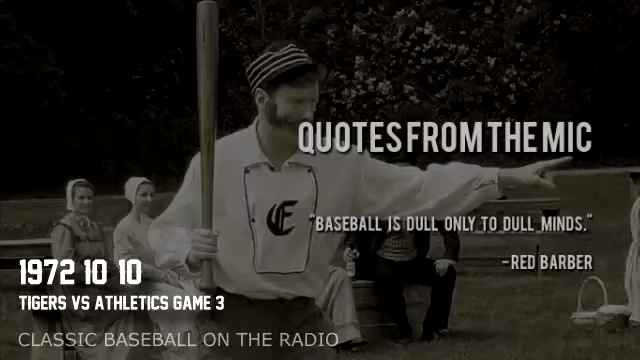 QUOTES FROM THE MIC
"BASEBALL IS DULL ONLY TO DULL MINDS."
-RED BARBER
E
1972 10 10
TIGERS VS ATHLETICS GAME 3
CLASSIC BASEBALL ON THE RADIO